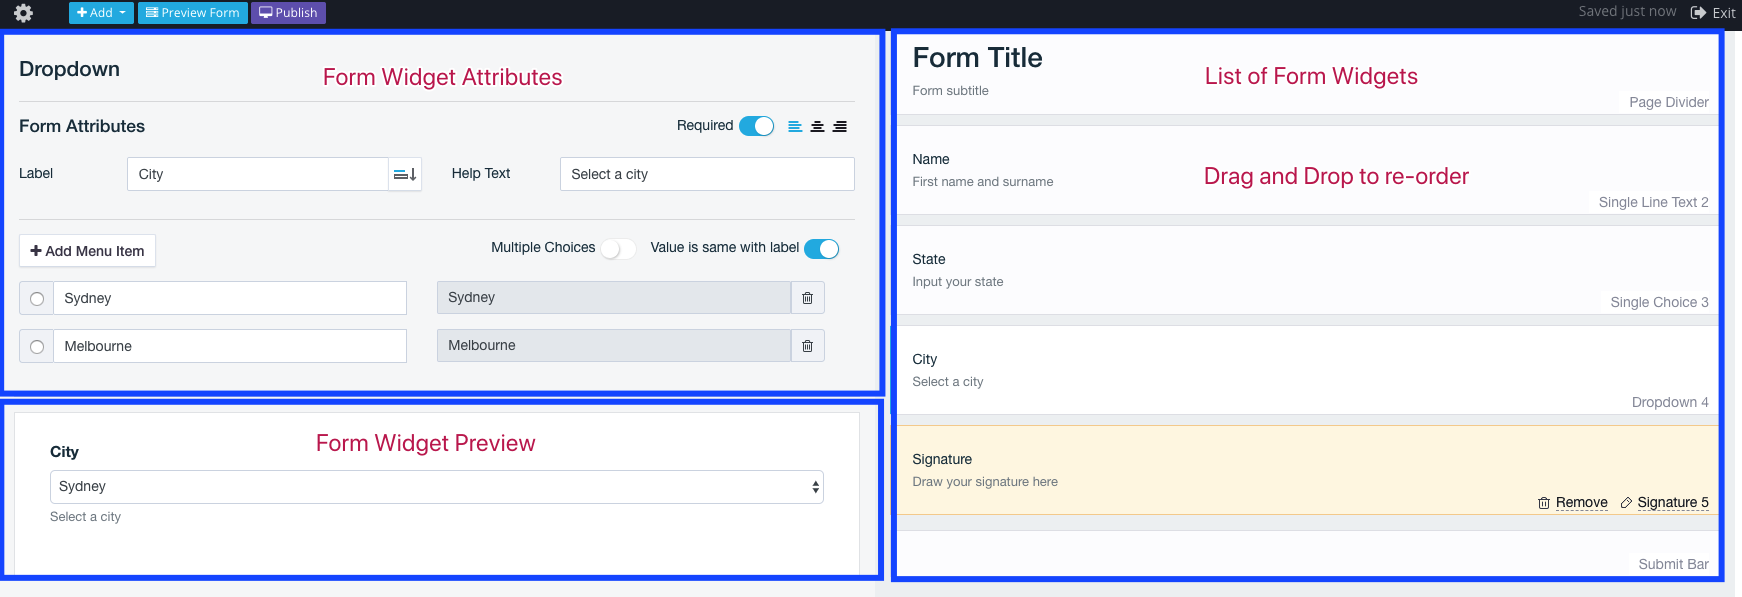 Add Preview Form Publish Saved just now Exit
Dropdown
Form Widget Attributes
Form Attributes Required
Label City Help Text Select a city
Add Menu Item Multiple Choices Value is same with label
Sydney Sydney
Melbourne Melbourne
Form Widget Preview
City
Sydney
Select a city
Form Title
Form subtitle
List of Form Widgets
Page Divider
Name
First name and surname
Drag and Drop to re-order
Single Line Text 2
State
Input your state
Single Choice 3
City
Select a city
Dropdown 4
Signature
Draw your signature here
Remove Signature 5
Submit Bar